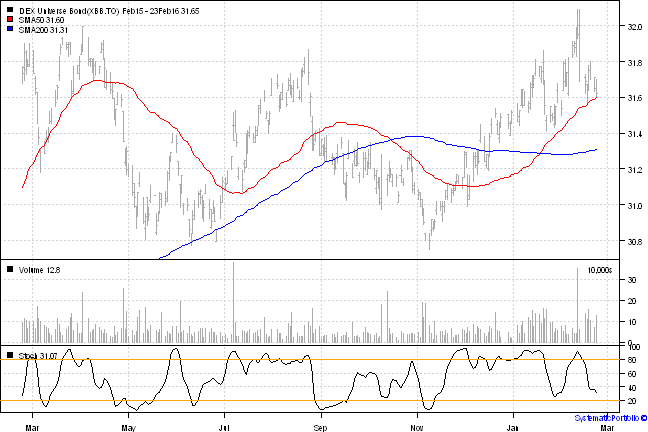 DEX Universe Bond(XBB.TO) Feb15 - 23Feb16 31.65
SMA50 31.60
SMA200 31.31
32.0
31.8
31.6
31.4
31.2
31.0
30.8
Volume 12.8
10,000s
30
20
10
0
Stoch 31.07
100
80
60
40
20
Mar
May
Jul
Sep
Nov
Jan
Mar
SystematicPortfolio ©